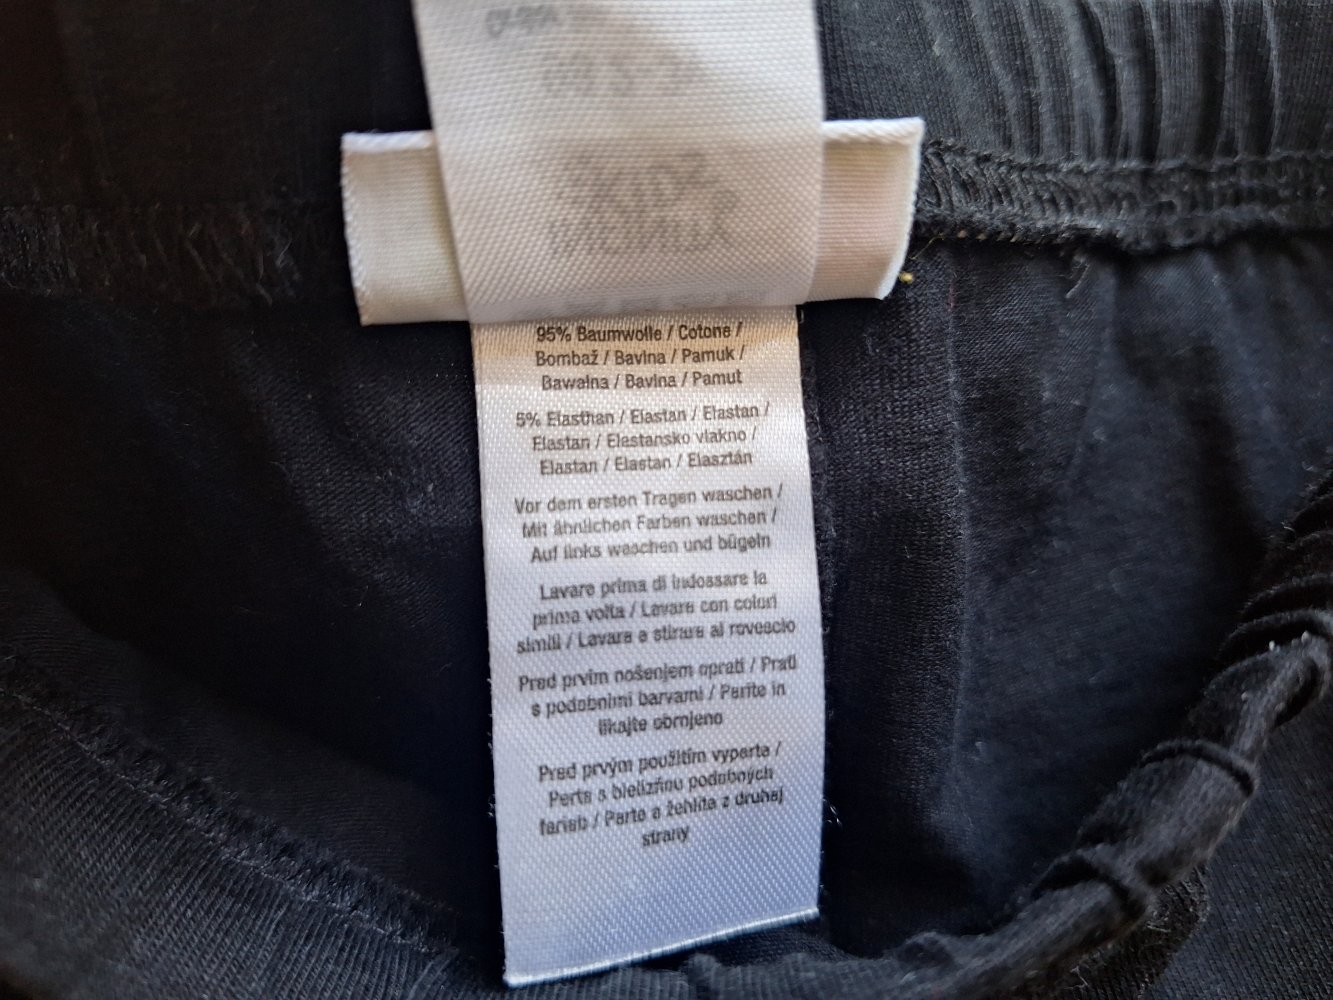 95% Baumwolle / Cotone /
Bombaž / Bavlna / Pamuk /
Bawełna / Bavlna / Pamut
5% Elasthan / Elastan / Elastan /
Elastan / Elastansko vlakno /
Elastan / Elastan / Elasztán
Vor dem ersten Tragen waschen /
Mit ähnlichen Farben waschen /
Auf links waschen und bügeln
Lavare prima di indossare la
prima volta / Lavare con colori
simili / Lavare e stirare al rovescio
Pred prvim nošenjem oprati / Prati
s podobnimi barvami / Perite in
likajte obrnjeno
Pred prvým použitím vyperte /
Perte s bielizňou podobných
farieb / Perte a žehlite z druhej
strany